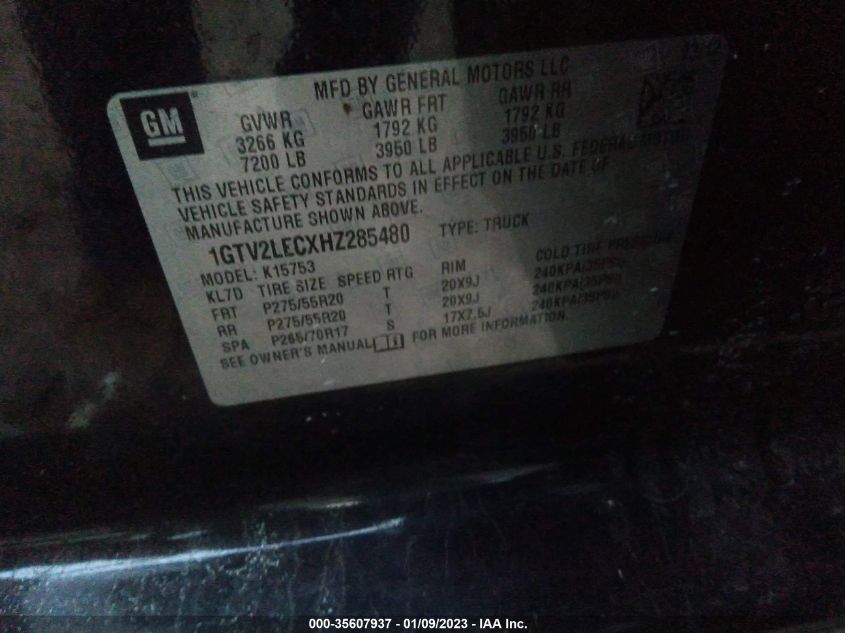 GM
MFD BY GENERAL MOTORS LLC
GVWR GAWR FRT GAWR RR
3266 KG 1792 KG 1792 KG
7200 LB 3950 LB 3950 LB
THIS VEHICLE CONFORMS TO ALL APPLICABLE U.S. FEDERAL MOTOR
VEHICLE SAFETY STANDARDS IN EFFECT ON THE DATE OF
MANUFACTURE SHOWN ABOVE.
1GTV2LECXHZ285480 TYPE: TRUCK
MODEL: K15753
KL7D TIRE SIZE SPEED RTG RIM COLD TIRE PRESSURE
FRT P275/55R20 T 20X9J 240KPA(35PSI)
RR P275/55R20 T 20X9J 240KPA(35PSI)
SPA P265/70R17 S 17X7.5J 240KPA(35PSI)
SEE OWNER'S MANUAL FOR MORE INFORMATION.
000-35607937 - 01/09/2023 - IAA Inc.